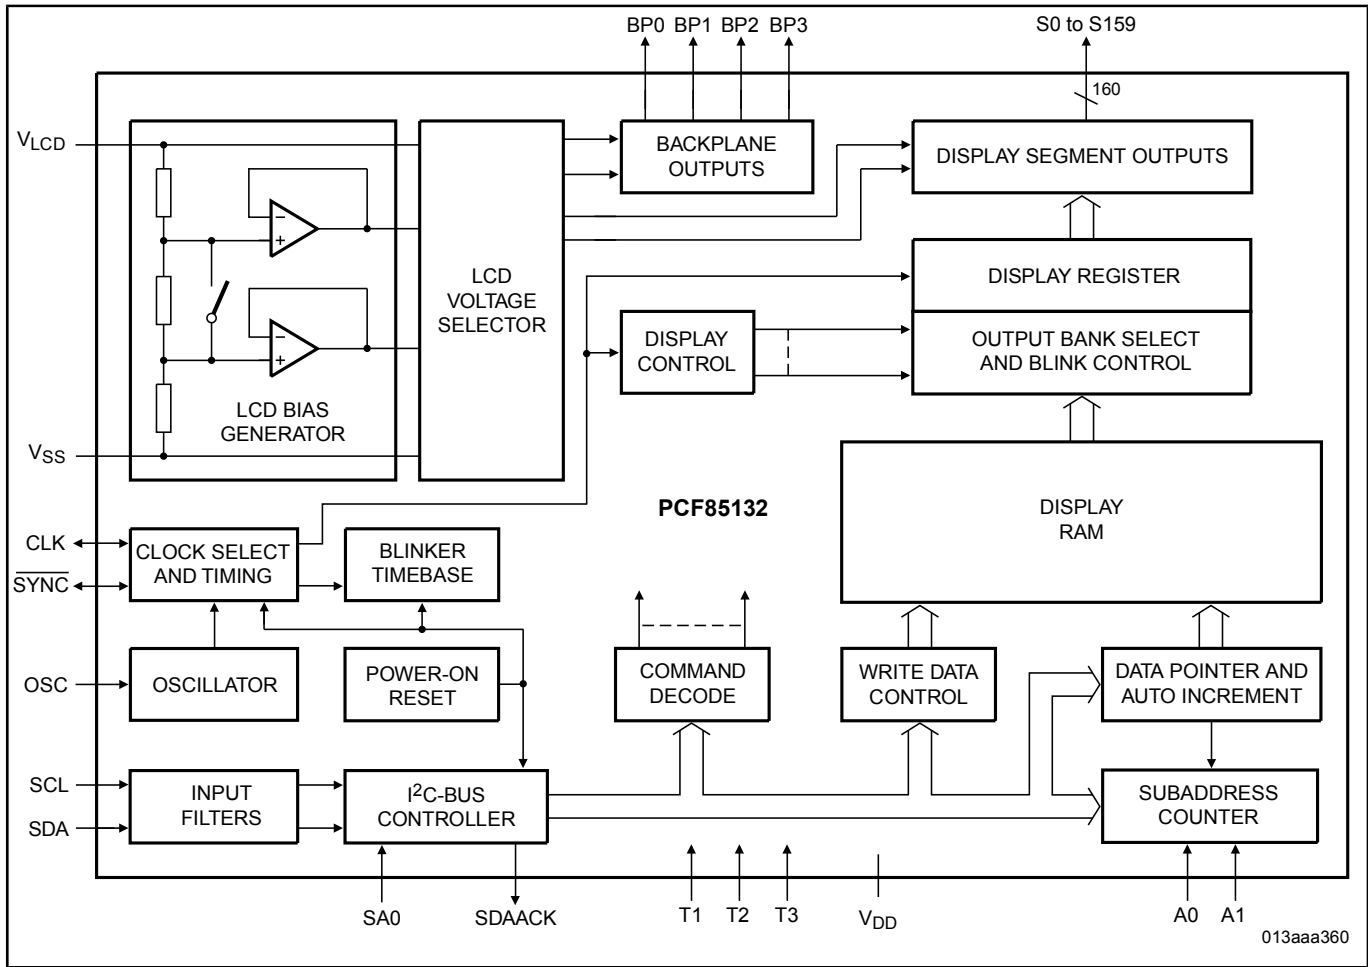 BP0 BP1 BP2 BP3
S0 to S159
160
VLCD
BACKPLANE
OUTPUTS
DISPLAY SEGMENT OUTPUTS
LCD
VOLTAGE
SELECTOR
DISPLAY REGISTER
DISPLAY
CONTROL
OUTPUT BANK SELECT
AND BLINK CONTROL
LCD BIAS
GENERATOR
VSS
PCF85132
DISPLAY
RAM
CLK
SYNC
CLOCK SELECT
AND TIMING
BLINKER
TIMEBASE
OSC
OSCILLATOR
POWER-ON
RESET
COMMAND
DECODE
WRITE DATA
CONTROL
DATA POINTER AND
AUTO INCREMENT
SCL
SDA
INPUT
FILTERS
I2C-BUS
CONTROLLER
SUBADDRESS
COUNTER
SA0
SDAACK
T1 T2 T3
VDD
A0 A1
013aaa360